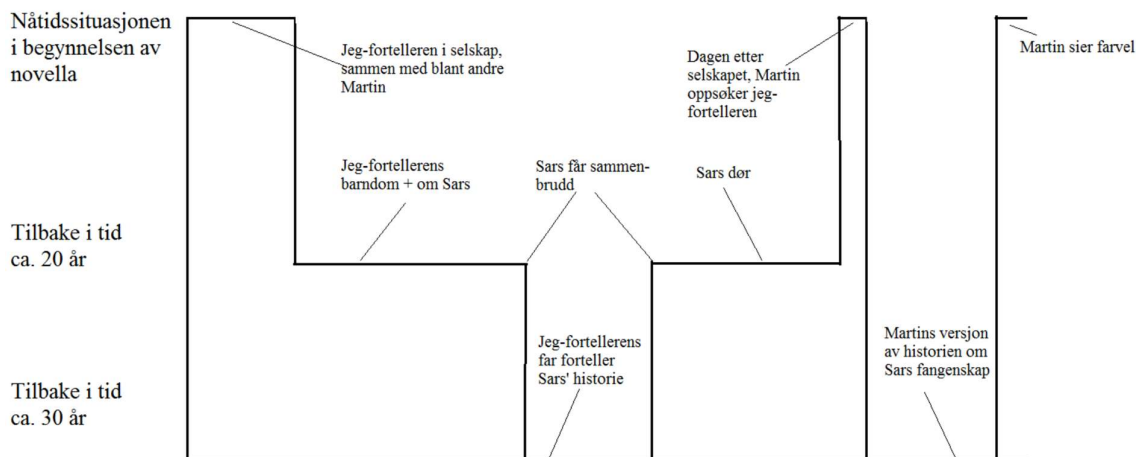 Nåtidssituasjonen
i begynnelsen av
novella
Jeg-fortelleren i selskap,
sammen med blant andre
Martin
Dagen etter
selskapet, Martin
oppsøker jeg-
fortelleren
Martin sier farvel
Jeg-fortellerens
barndom + om Sars
Sars får sammen-
brudd
Sars dør
Tilbake i tid
ca. 20 år
Jeg-fortellerens
far forteller
Sars' historie
Martins versjon
av historien om
Sars fangenskap
Tilbake i tid
ca. 30 år